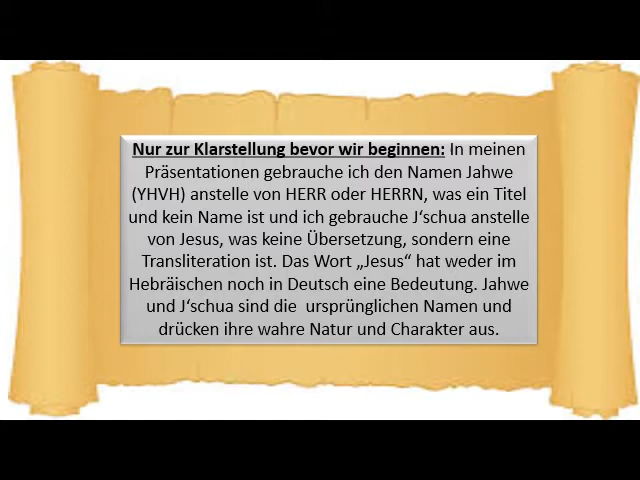 Nur zur Klarstellung bevor wir beginnen: In meinen
Präsentationen gebrauche ich den Namen Jahwe
(YHVH) anstelle von HERR oder HERRN, was ein Titel
und kein Name ist und ich gebrauche J‘schua anstelle
von Jesus, was keine Übersetzung, sondern eine
Transliteration ist. Das Wort „Jesus“ hat weder im
Hebräischen noch in Deutsch eine Bedeutung. Jahwe
und J‘schua sind die ursprünglichen Namen und
drücken ihre wahre Natur und Charakter aus.